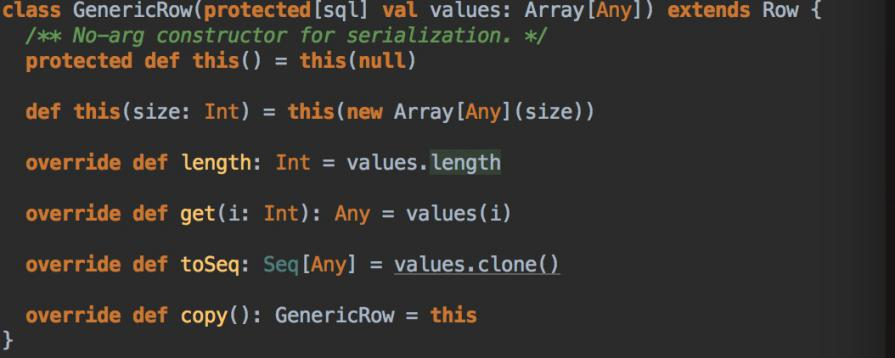 class GenericRow(protected[sql] val values: Array[Any]) extends Row {
/** No-arg constructor for serialization. */
protected def this() = this(null)
def this(size: Int) = this(new Array[Any](size))
override def length: Int = values.length
override def get(i: Int): Any = values(i)
override def toSeq: Seq[Any] = values.clone()
override def copy(): GenericRow = this
}